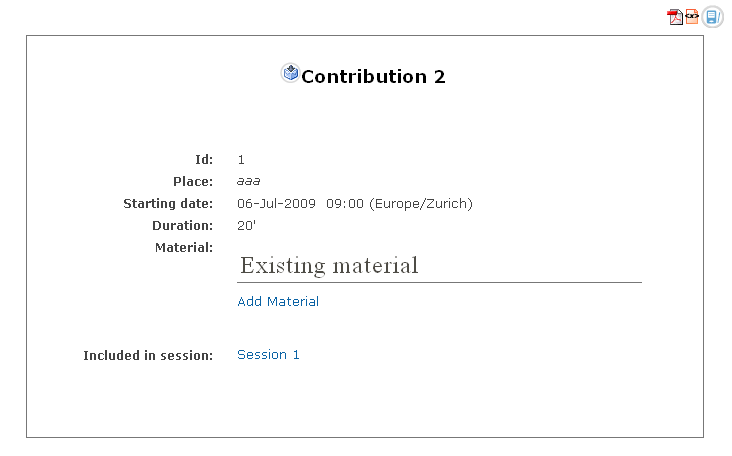 Contribution 2
Id: 1
Place: aaa
Starting date: 06-Jul-2009 09:00 (Europe/Zurich)
Duration: 20'
Material:
Existing material
Add Material
Included in session: Session 1